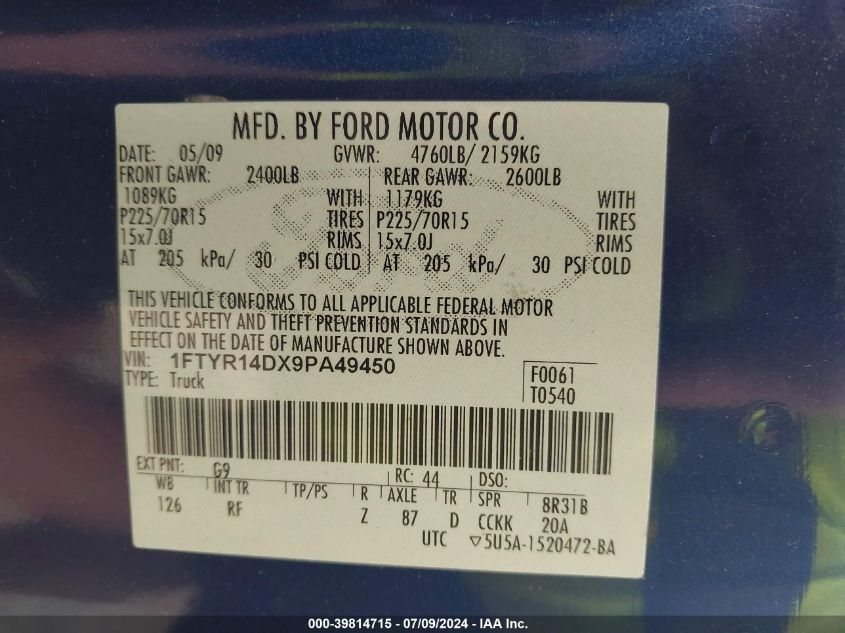 MFD. BY FORD MOTOR CO.
DATE: 05/09 GVWR: 4760LB/ 2159KG
FRONT GAWR: 2400LB REAR GAWR: 2600LB
1089KG WITH 1179KG WITH
P225/70R15 TIRES P225/70R15 TIRES
15x7.0J RIMS 15x7.0J RIMS
AT 205 kPa/ 30 PSI COLD AT 205 kPa/ 30 PSI COLD
THIS VEHICLE CONFORMS TO ALL APPLICABLE FEDERAL MOTOR
VEHICLE SAFETY AND THEFT PREVENTION STANDARDS IN
EFFECT ON THE DATE OF MANUFACTURE SHOWN ABOVE.
VIN: 1FTYR14DX9PA49450
TYPE: Truck
F0061
T0540
EXT PNT: G9 RC: 44 DSO:
WB INT TR TP/PS R AXLE TR SPR 8R31B
126 RF Z 87 D CCKK 20A
UTC ▽5U5A-1520472-BA
Ford
000-39814715 - 07/09/2024 - IAA Inc.